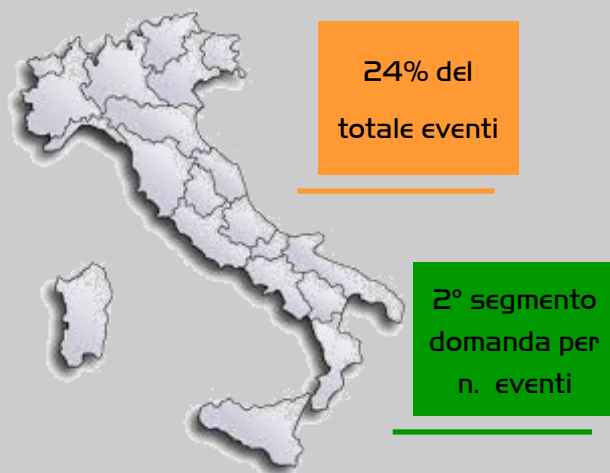 24% del
totale eventi
2° segmento
domanda per
n. eventi